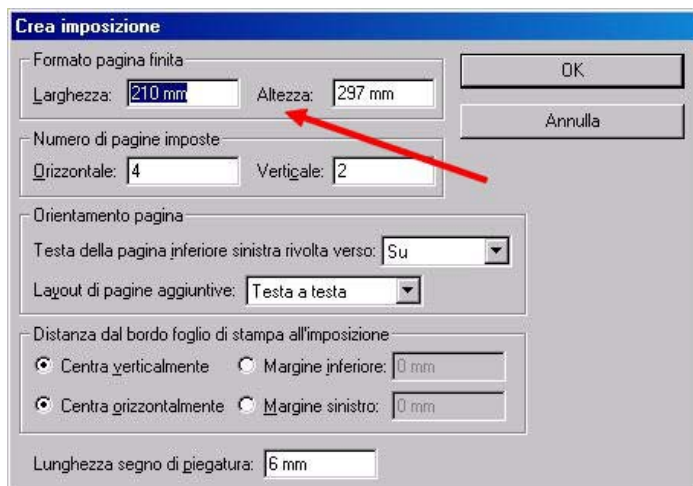 Crea imposizione
Formato pagina finita
Larghezza: 210 mm Altezza: 297 mm
OK
Annulla
Numero di pagine imposte
Orizzontale: 4 Verticale: 2
Orientamento pagina
Testa della pagina inferiore sinistra rivolta verso: Su
Layout di pagine aggiuntive: Testa a testa
Distanza dal bordo foglio di stampa all'imposizione
Centra verticalmente Margine inferiore: 0 mm
Centra orizzontalmente Margine sinistro: 0 mm
Lunghezza segno di piegatura: 6 mm